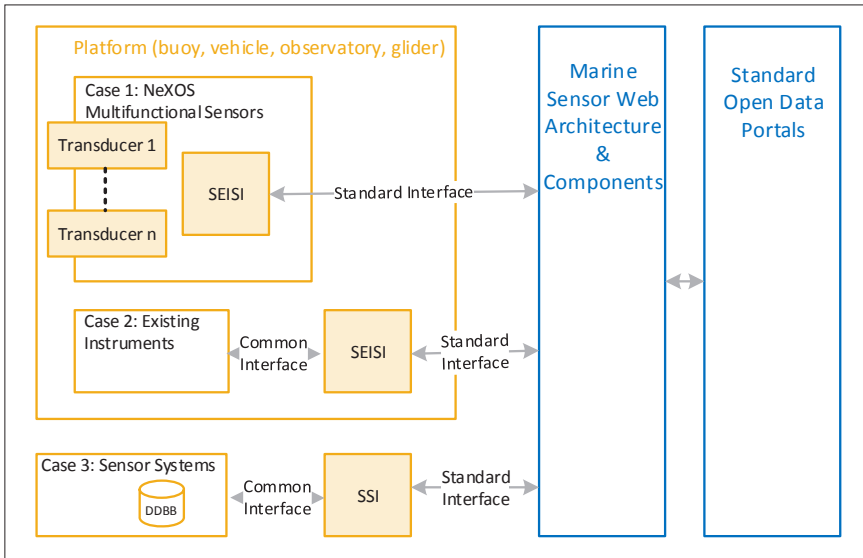 Platform (buoy, vehicle, observatory, glider)
Case 1: NeXOS
Multifunctional Sensors
Transducer 1
SEISI
Transducer n
Standard Interface
Case 2: Existing
Instruments
Common
Interface
SEISI
Standard
Interface
Case 3: Sensor Systems
DDBB
Common
Interface
SSI
Standard
Interface
Marine
Sensor Web
Architecture
&
Components
Standard
Open Data
Portals